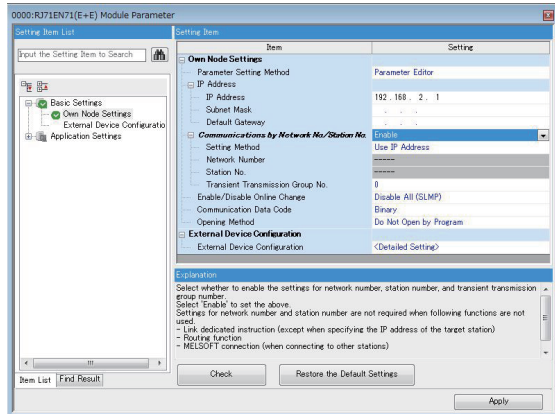 0000:RJ71EN71(E+E) Module Parameter
Setting Item List
Input the Setting Item to Search
Basic Settings
Own Node Settings
External Device Configuratio
Application Settings
Item List
Find Result
Setting Item
Item
Setting
Own Node Settings
Parameter Setting Method
Parameter Editor
IP Address
IP Address
192 . 168 . 2 . 1
Subnet Mask
. . .
Default Gateway
. . .
Communications by Network No./Station No.
Enable
Setting Method
Use IP Address
Network Number
-----
Station No.
-----
Transient Transmission Group No.
0
Enable/Disable Online Change
Disable All (SLMP)
Communication Data Code
Binary
Opening Method
Do Not Open by Program
External Device Configuration
External Device Configuration
<Detailed Setting>
Explanation
Select whether to enable the settings for network number, station number, and transient transmission
group number.
Select 'Enable' to set the above.
Settings for network number and station number are not required when following functions are not
used.
- Link dedicated instruction (except when specifying the IP address of the target station)
- Routing function
- MELSOFT connection (when connecting to other stations)
Check
Restore the Default Settings
Apply